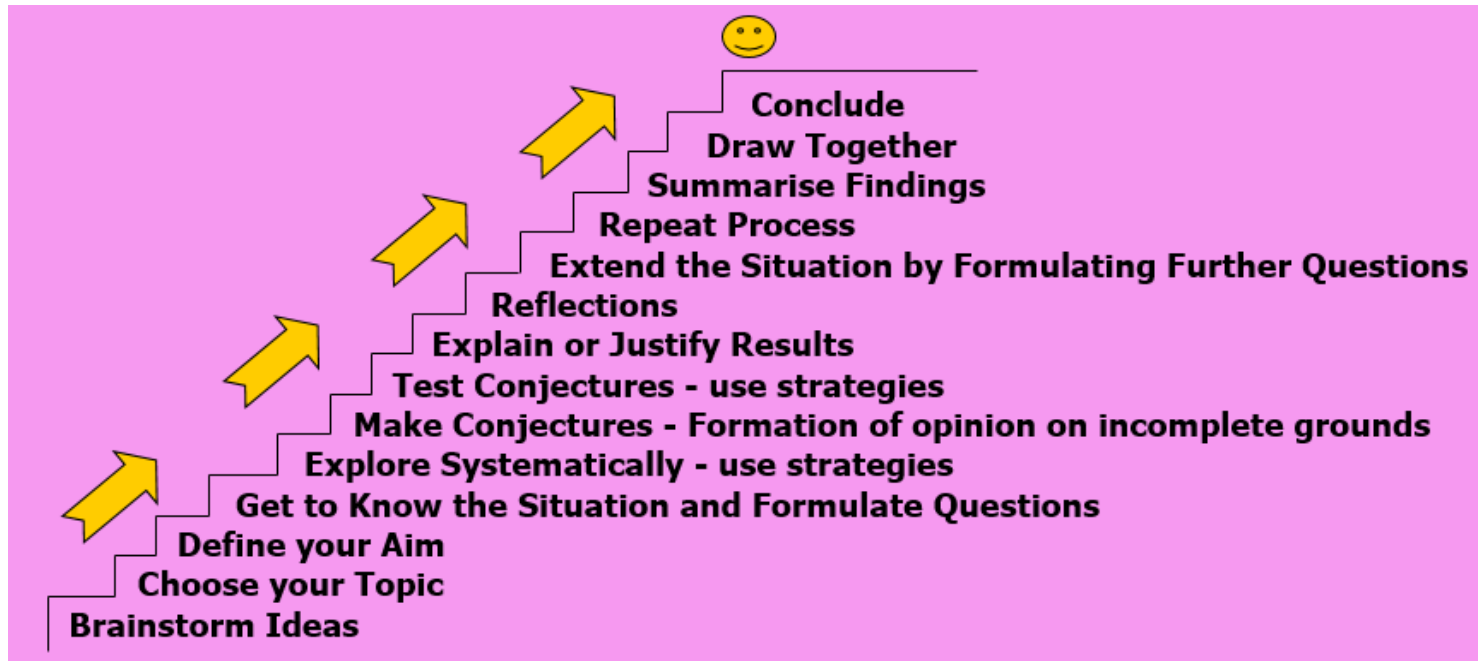 Conclude
Draw Together
Summarise Findings
Repeat Process
Extend the Situation by Formulating Further Questions
Reflections
Explain or Justify Results
Test Conjectures - use strategies
Make Conjectures - Formation of opinion on incomplete grounds
Explore Systematically - use strategies
Get to Know the Situation and Formulate Questions
Define your Aim
Choose your Topic
Brainstorm Ideas